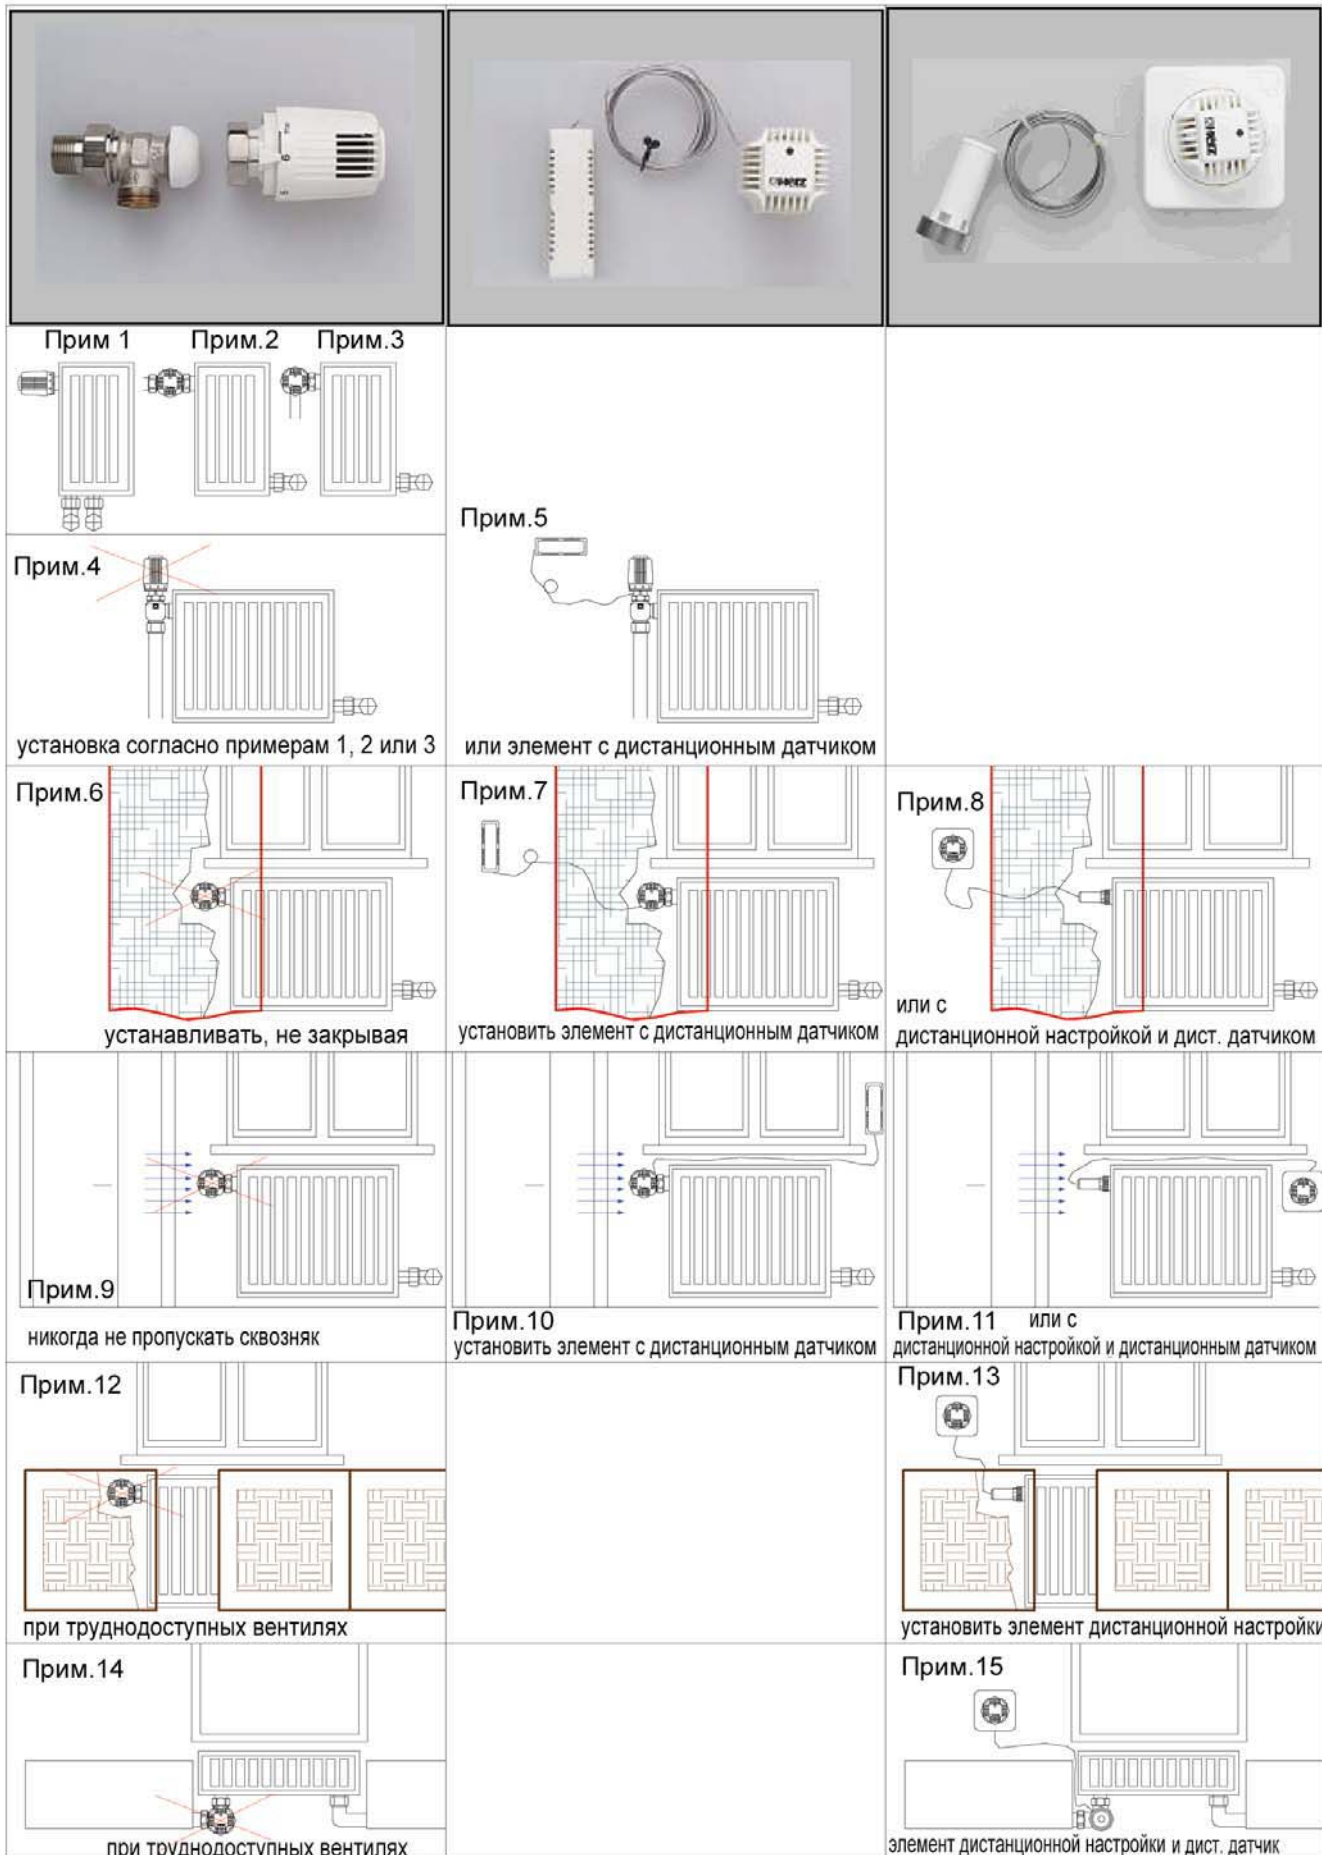 HERZ
HERZ
Прим 1 Прим.2 Прим.3
Прим.4
установка согласно примерам 1, 2 или 3
Прим.5
или элемент с дистанционным датчиком
Прим.6
устанавливать, не закрывая
Прим.7
установить элемент с дистанционным датчиком
Прим.8
или с
дистанционной настройкой и дист. датчиком
Прим.9
никогда не пропускать сквозняк
Прим.10
установить элемент с дистанционным датчиком
Прим.11 или с
дистанционной настройкой и дистанционным датчиком
Прим.12
при труднодоступных вентилях
Прим.13
установить элемент дистанционной настройки
Прим.14
при труднодоступных вентилях
Прим.15
элемент дистанционной настройки и дист. датчик